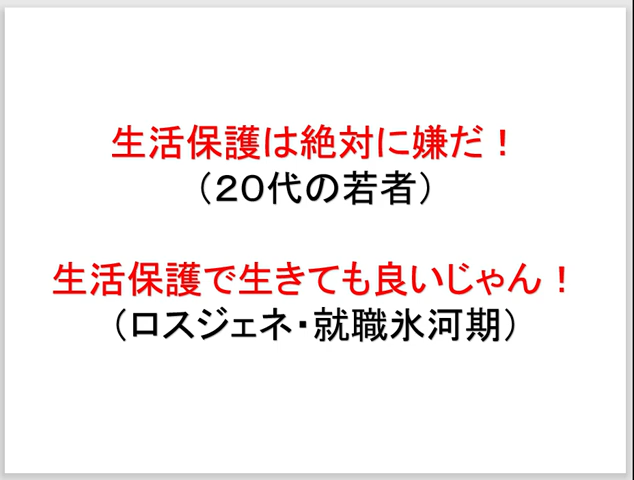 生活保護は絶対に嫌だ！
（２０代の若者）
生活保護で生きても良いじゃん！
（ロスジェネ・就職氷河期）